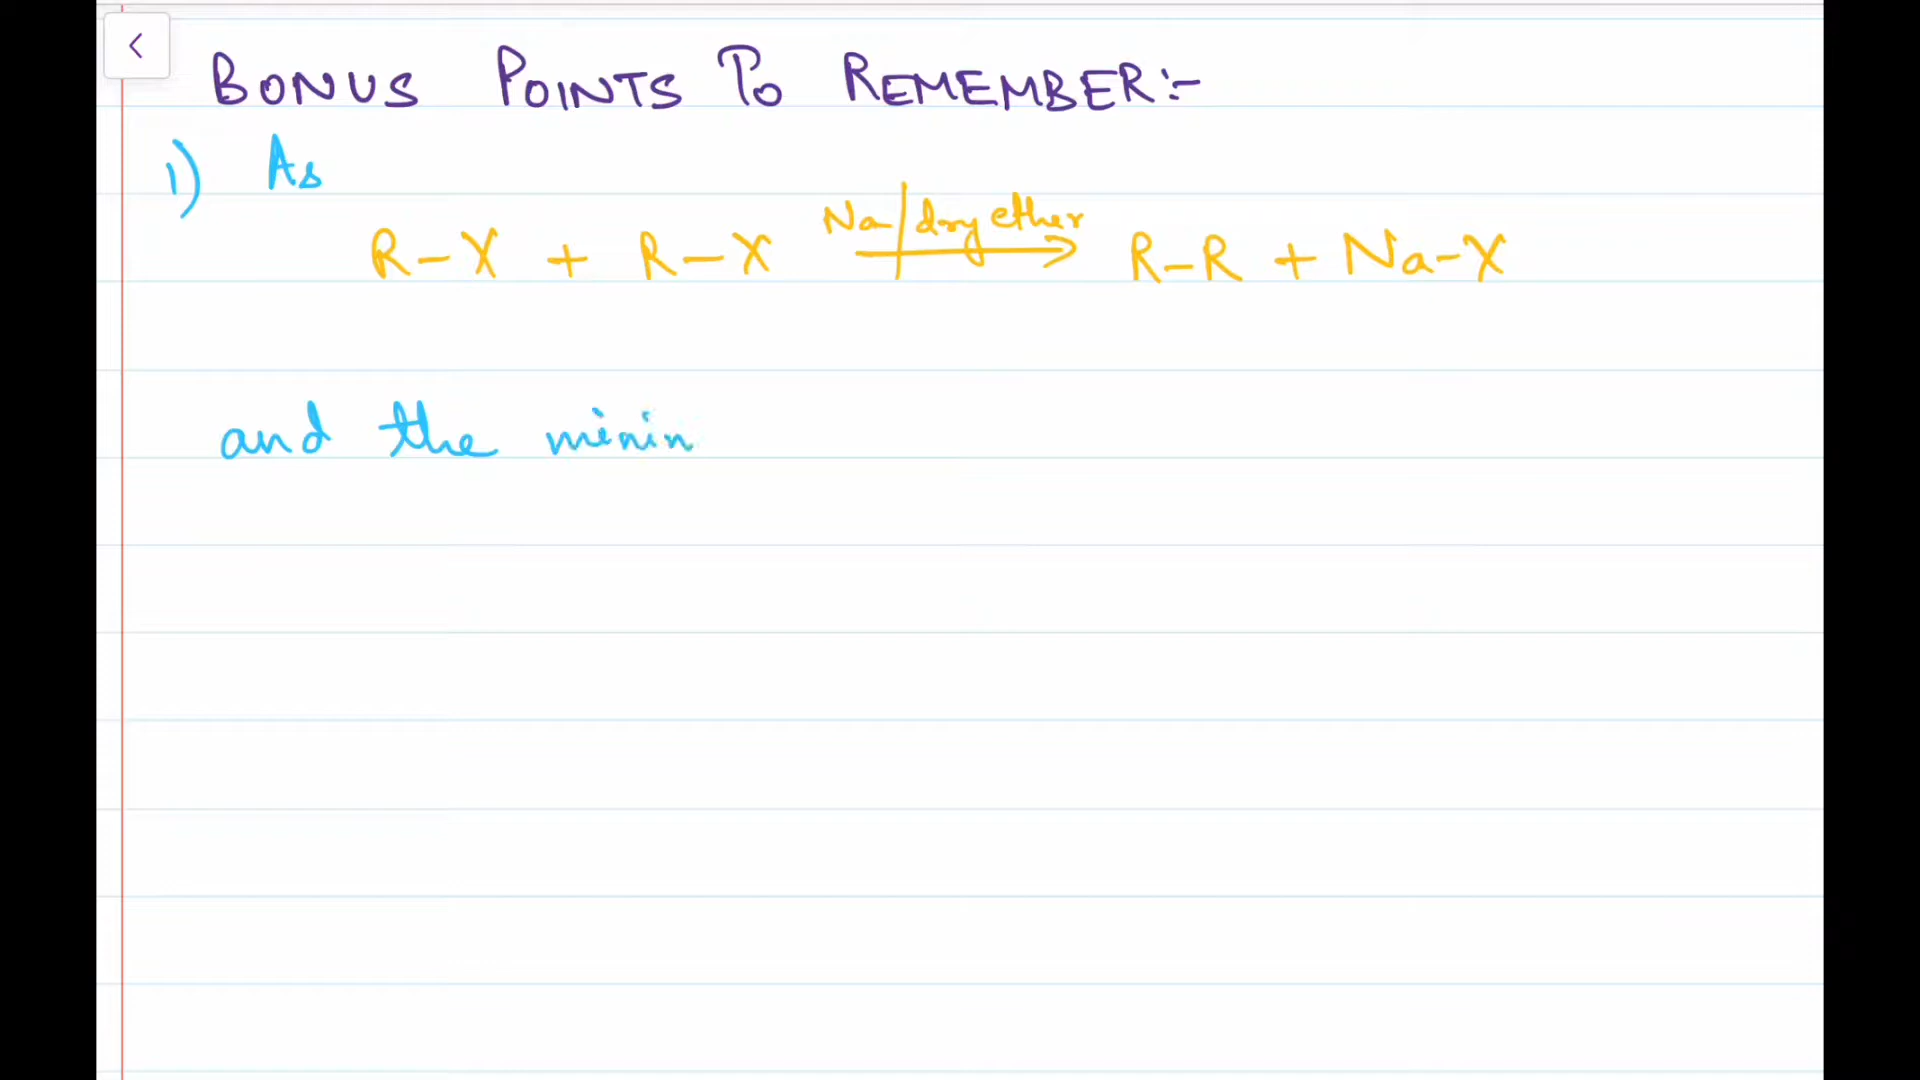 BONUS POINTS TO REMEMBER:-
1) As
R-X + R-X Na/dry ether → R-R + Na-X
and the minin